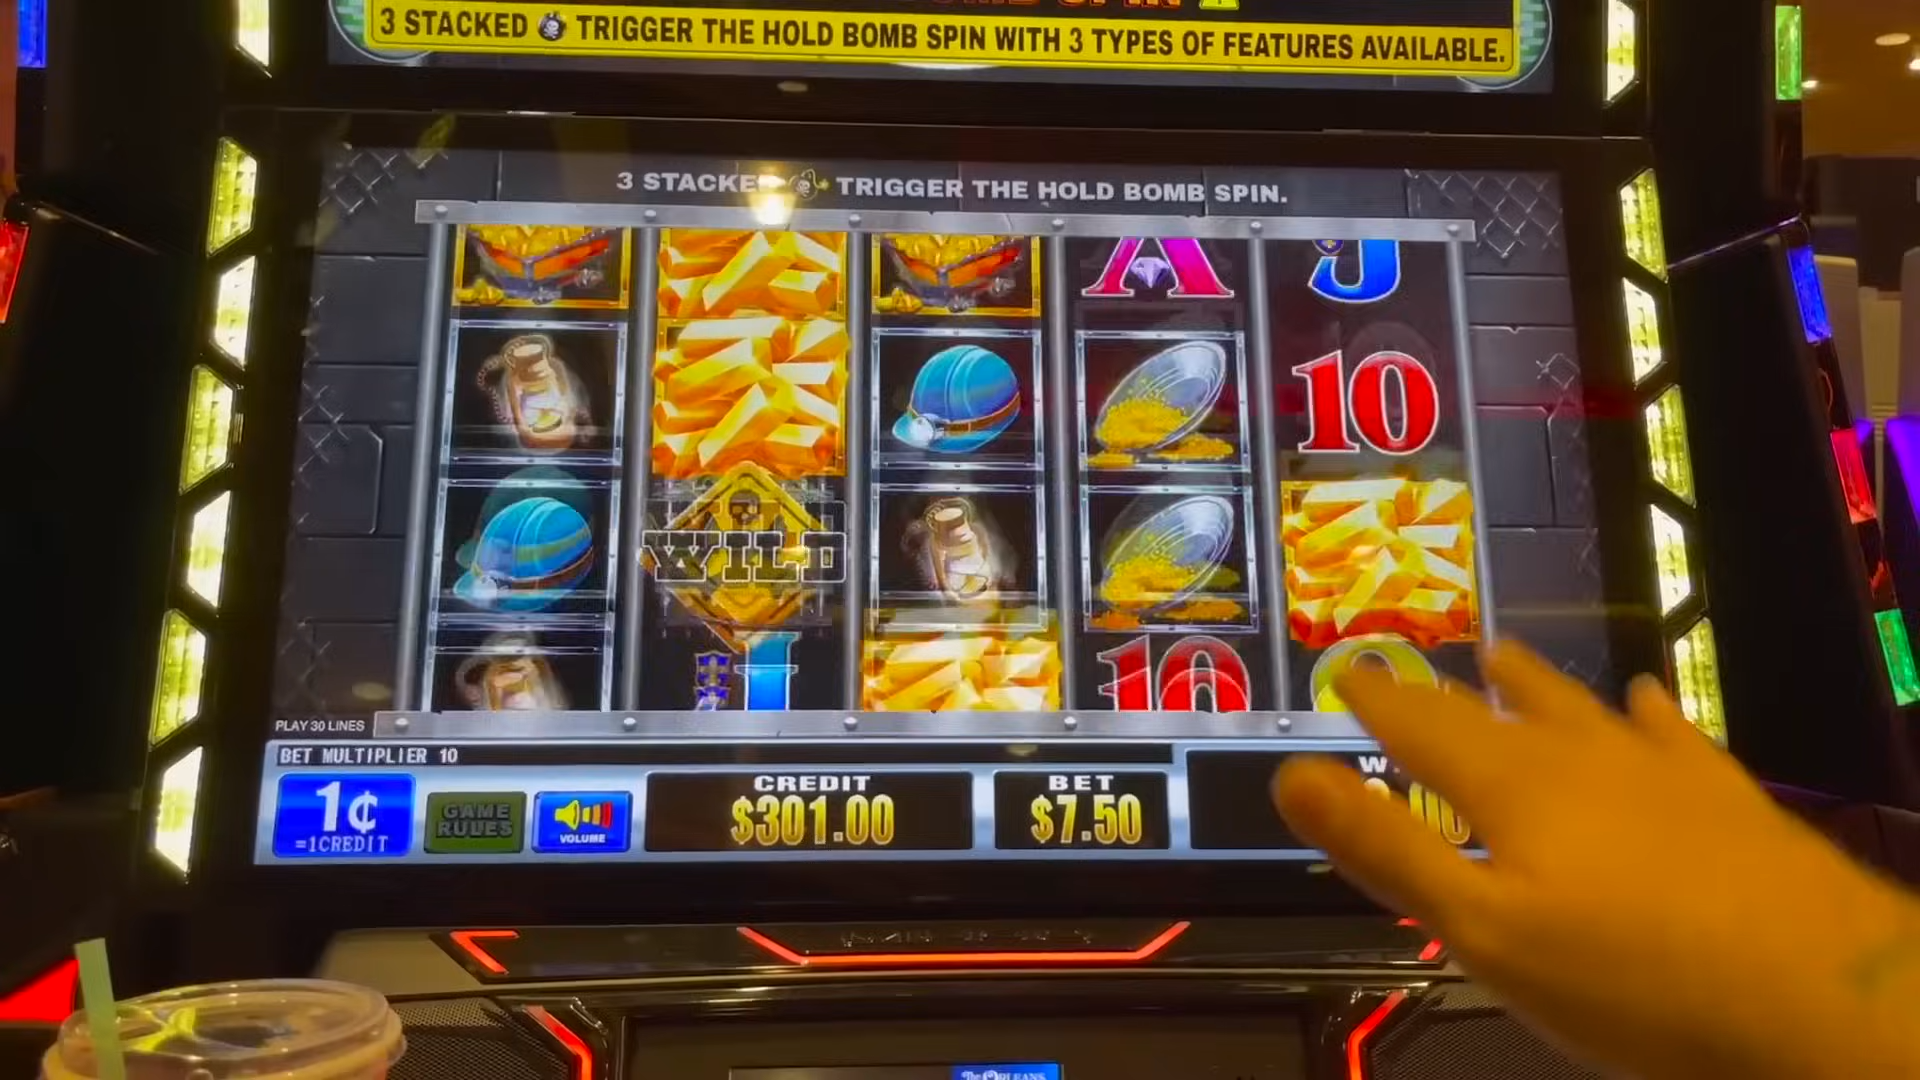 3 STACKED TRIGGER THE HOLD BOMB SPIN WITH 3 TYPES OF FEATURES AVAILABLE.
3 STACKED TRIGGER THE HOLD BOMB SPIN.
A J
10
WILD
10
PLAY 30 LINES
BET MULTIPLIER 10
1¢
=1CREDIT
GAME
RULES
VOLUME
CREDIT
$301.00
BET
$7.50
The ORLEANS